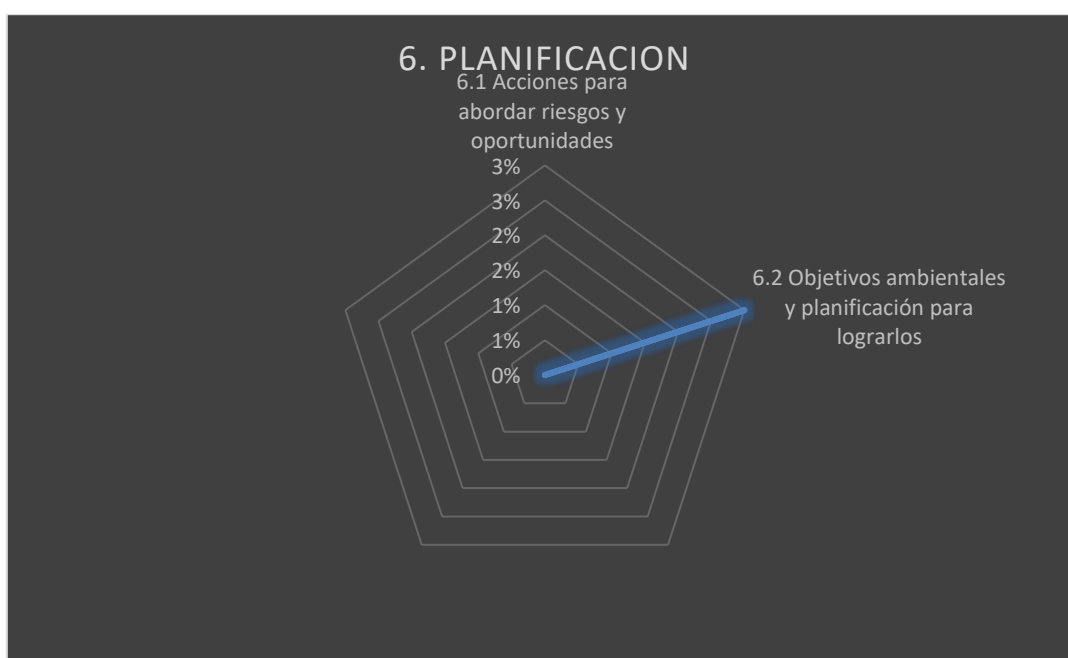 6. PLANIFICACION
6.1 Acciones para
abordar riesgos y
oportunidades
3%
3%
2%
2%
1%
1%
0%
6.2 Objetivos ambientales
y planificación para
lograrlos